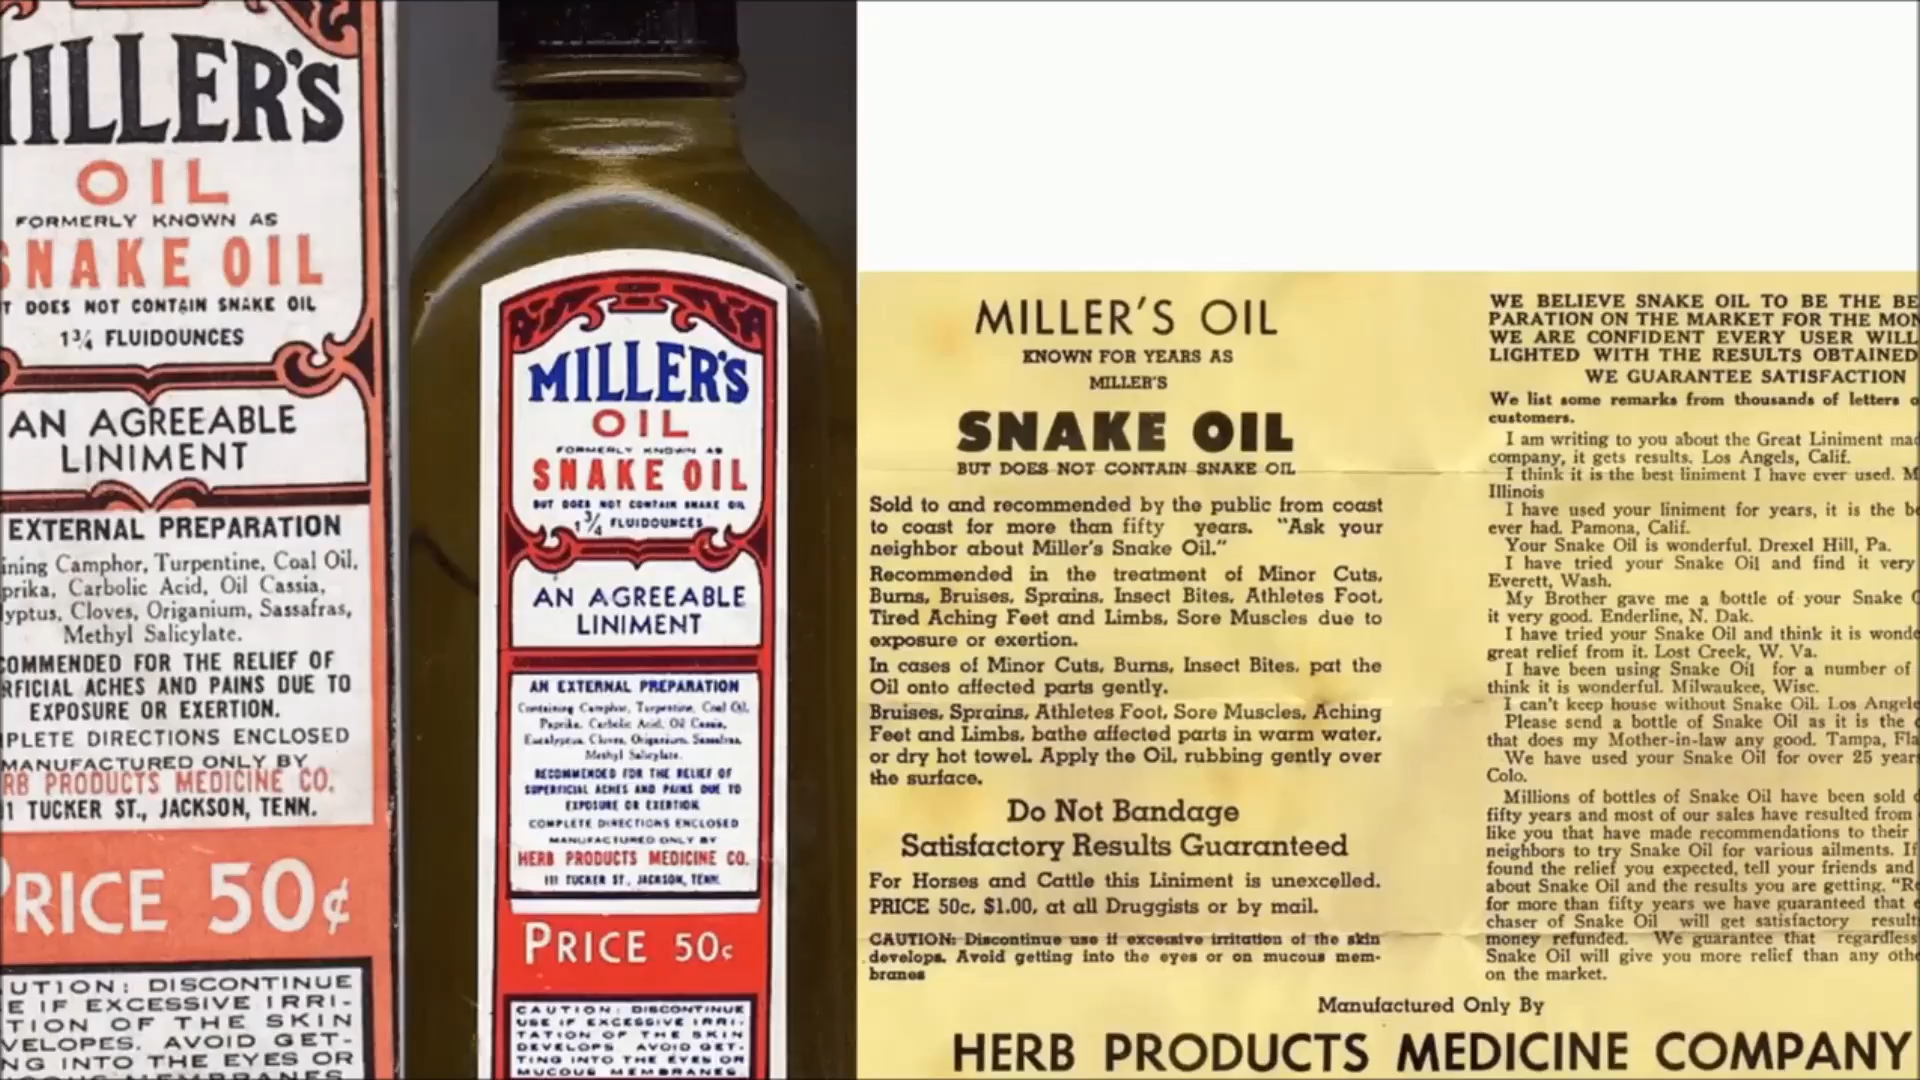 MILLER'S
OIL
FORMERLY KNOWN AS
SNAKE OIL
DOES NOT CONTAIN SNAKE OIL
1¾ FLUIDOUNCES
AN AGREEABLE
LINIMENT
EXTERNAL PREPARATION
Camphor, Turpentine, Coal Oil,
Carbolic Acid, Oil Cassia,
Cloves, Origanium, Sassafras,
Methyl Salicylate.
FOR THE RELIEF OF
ACHES AND PAINS DUE TO
EXPOSURE OR EXERTION.
DIRECTIONS ENCLOSED
MANUFACTURED ONLY BY
PRODUCTS MEDICINE CO.
TUCKER ST., JACKSON, TENN.
PRICE 50¢
DISCONTINUE
IF EXCESSIVE IRRI-
OF THE SKIN
AVOID GET-
INTO THE EYES OR
MILLER'S
OIL
FORMERLY KNOWN AS
SNAKE OIL
BUT DOES NOT CONTAIN SNAKE OIL
1¾ FLUIDOUNCES
AN AGREEABLE
LINIMENT
AN EXTERNAL PREPARATION
Containing Camphor, Turpentine, Coal Oil,
Paprika, Carbolic Acid, Oil Cassia,
Eucalyptus, Cloves, Origanium, Sassafras,
Methyl Salicylate.
RECOMMENDED FOR THE RELIEF OF
SUPERFICIAL ACHES AND PAINS DUE TO
EXPOSURE OR EXERTION.
COMPLETE DIRECTIONS ENCLOSED
MANUFACTURED ONLY BY
HERB PRODUCTS MEDICINE CO.
111 TUCKER ST., JACKSON, TENN.
PRICE 50c
CAUTION: DISCONTINUE
USE IF EXCESSIVE IRRI-
TATION OF THE SKIN
DEVELOPS. AVOID GET-
TING INTO THE EYES OR
MUCOUS MEMBRANES
MILLER'S OIL
KNOWN FOR YEARS AS
MILLER'S
SNAKE OIL
BUT DOES NOT CONTAIN SNAKE OIL
Sold to and recommended by the public from coast
to coast for more than fifty years. "Ask your
neighbor about Miller's Snake Oil."
Recommended in the treatment of Minor Cuts,
Burns, Bruises, Sprains, Insect Bites, Athletes Foot,
Tired Aching Feet and Limbs, Sore Muscles due to
exposure or exertion.
In cases of Minor Cuts, Burns, Insect Bites, pat the
Oil onto affected parts gently.
Bruises, Sprains, Athletes Foot, Sore Muscles, Aching
Feet and Limbs, bathe affected parts in warm water,
or dry hot towel. Apply the Oil, rubbing gently over
the surface.
Do Not Bandage
Satisfactory Results Guaranteed
For Horses and Cattle this Liniment is unexcelled.
PRICE 50c, $1.00, at all Druggists or by mail.
CAUTION: Discontinue use if excessive irritation of the skin
develops. Avoid getting into the eyes or on mucous mem-
branes
WE BELIEVE SNAKE OIL TO BE THE
PARATION ON THE MARKET FOR THE
WE ARE CONFIDENT EVERY USER WILL
LIGHTED WITH THE RESULTS OBTAINED
WE GUARANTEE SATISFACTION
We list some remarks from thousands of letters
customers.
I am writing to you about the Great Liniment
company, it gets results. Los Angels, Calif.
I think it is the best liniment I have ever used.
Illinois
I have used your liniment for years, it is the
ever had. Pamona, Calif.
Your Snake Oil is wonderful. Drexel Hill, Pa.
I have tried your Snake Oil and find it very
Everett, Wash.
My Brother gave me a bottle of your Snake
it very good. Enderline, N. Dak.
I have tried your Snake Oil and think it is
great relief from it. Lost Creek, W. Va.
I have been using Snake Oil for a number of
think it is wonderful. Milwaukee, Wisc.
I can't keep house without Snake Oil. Los
Please send a bottle of Snake Oil as it is the
that does my Mother-in-law any good. Tampa,
We have used your Snake Oil for over 25
Colo.
Millions of bottles of Snake Oil have been sold
fifty years and most of our sales have resulted from
like you that have made recommendations to their
neighbors to try Snake Oil for various ailments. If
found the relief you expected, tell your friends and
about Snake Oil and the results you are getting.
for more than fifty years we have guaranteed that
chaser of Snake Oil will get satisfactory
money refunded. We guarantee that regardless
Snake Oil will give you more relief than any
on the market.
Manufactured Only By
HERB PRODUCTS MEDICINE COMPANY